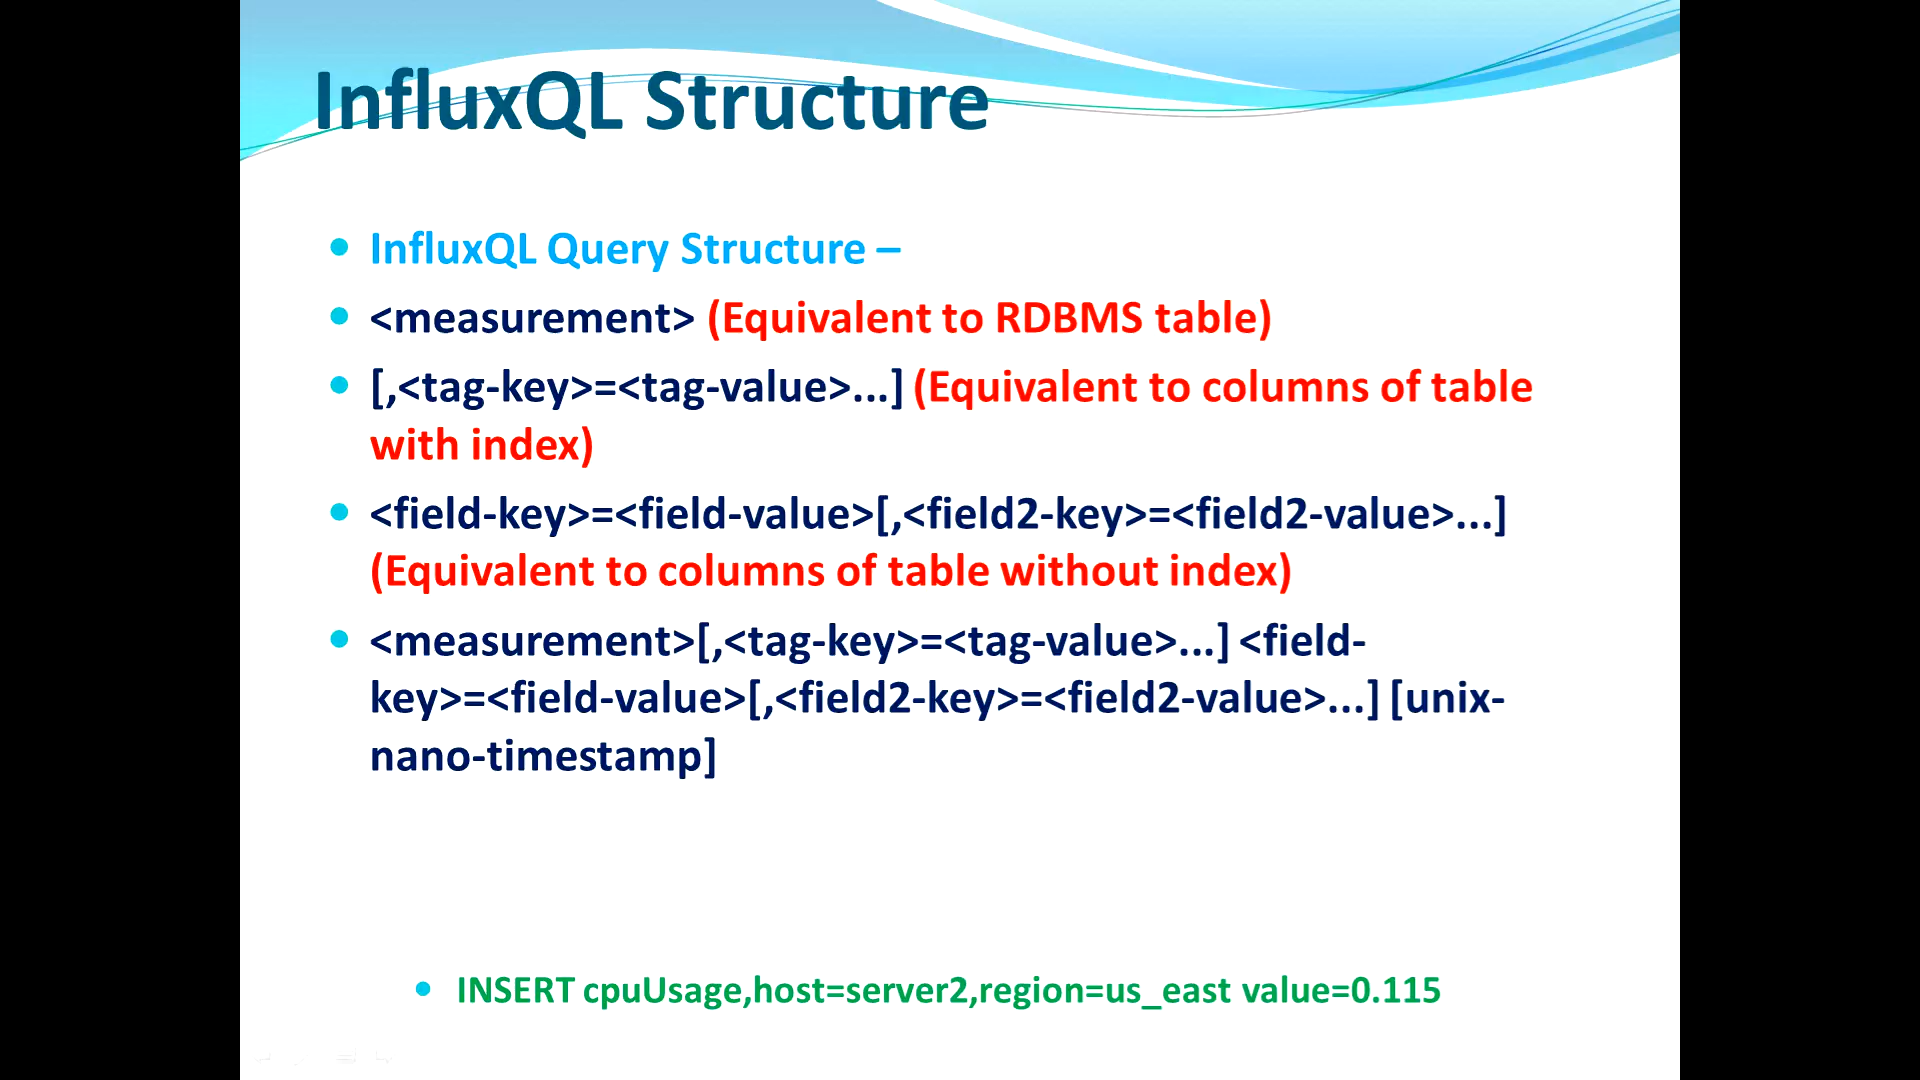 InfluxQL Structure
InfluxQL Query Structure –
<measurement> (Equivalent to RDBMS table)
[,<tag-key>=<tag-value>...] (Equivalent to columns of table
with index)
<field-key>=<field-value>[,<field2-key>=<field2-value>...]
(Equivalent to columns of table without index)
<measurement>[,<tag-key>=<tag-value>...] <field-
key>=<field-value>[,<field2-key>=<field2-value>...] [unix-
nano-timestamp]
INSERT cpuUsage,host=server2,region=us_east value=0.115